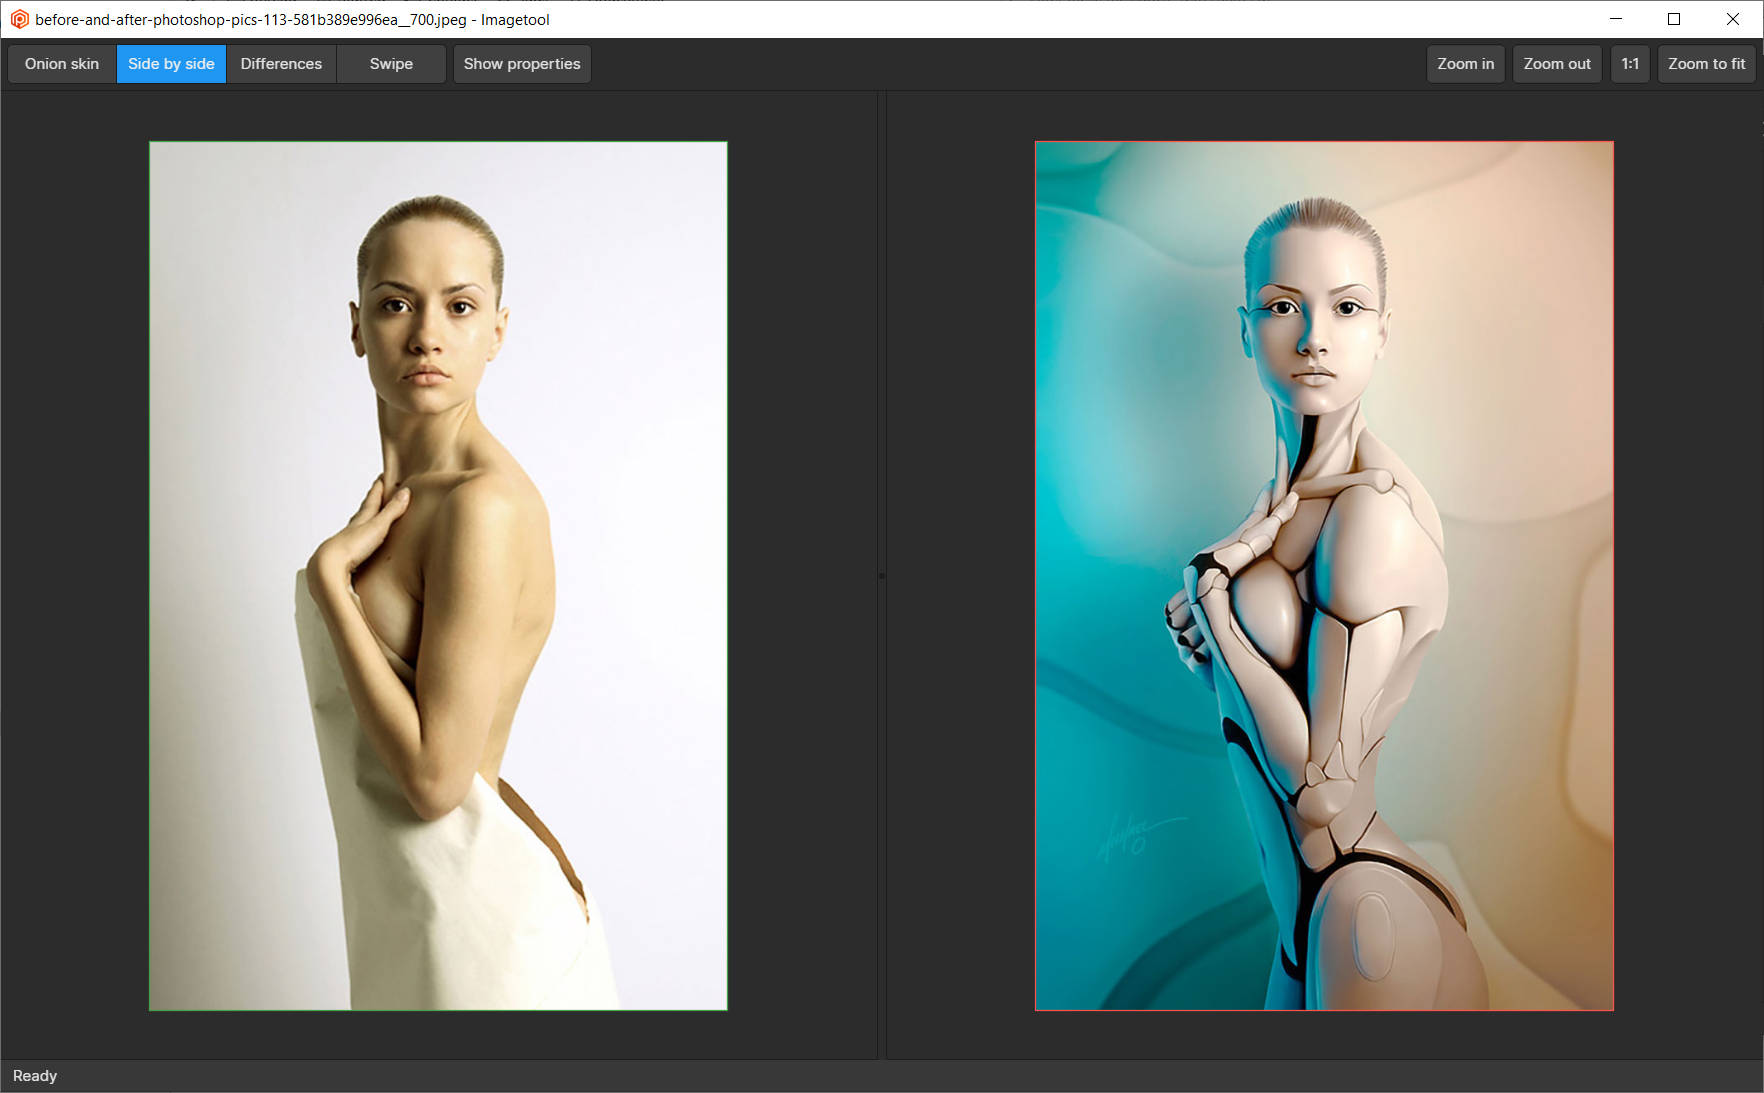 before-and-after-photoshop-pics-113-581b389e996ea__700.jpeg - Imagetool
Onion skin
Side by side
Differences
Swipe
Show properties
Zoom in
Zoom out
1:1
Zoom to fit
Ready